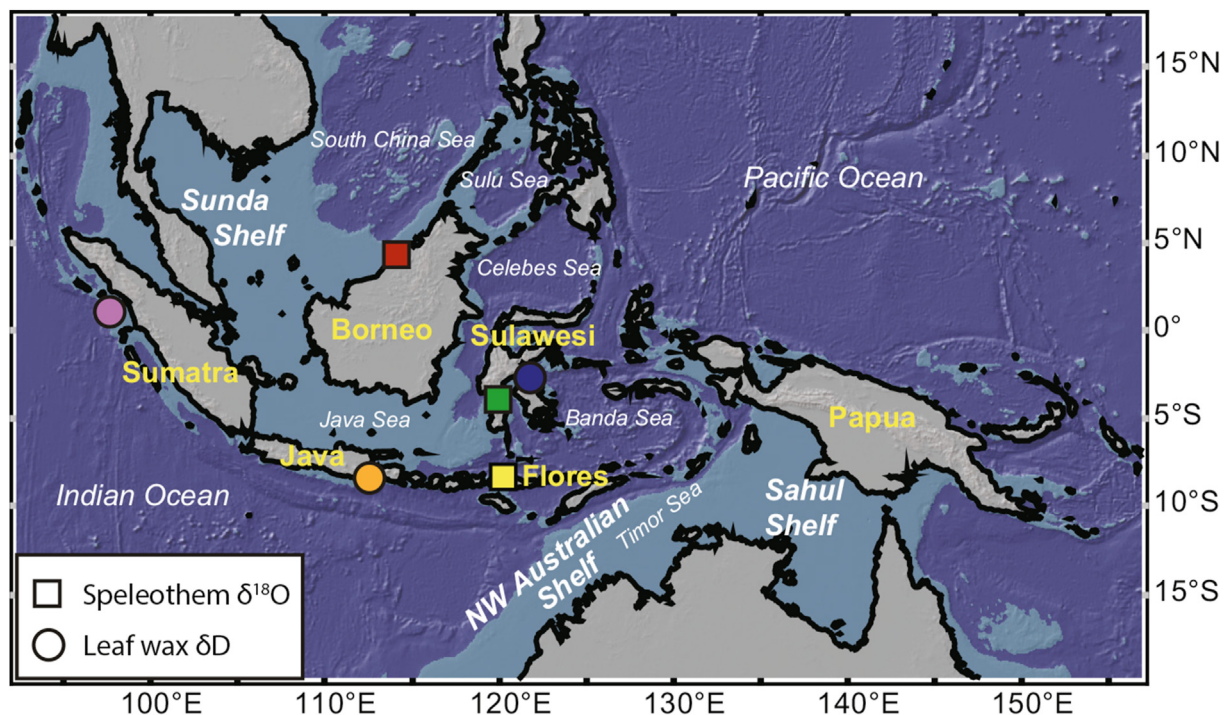 15°N
South China Sea
10°N
Pacific Ocean
Sulu Sea
Sunda
Shelf
5°N
Celebes Sea
Borneo
Sulawesi
0°
Sumatra
Java Sea
Banda Sea
Papua
5°S
Java
Flores
Indian Ocean
Timor Sea
Sahul
Shelf
10°S
NW Australian
Shelf
15°S
Speleothem δ¹⁸O
Leaf wax δD
100°E 110°E 120°E 130°E 140°E 150°E